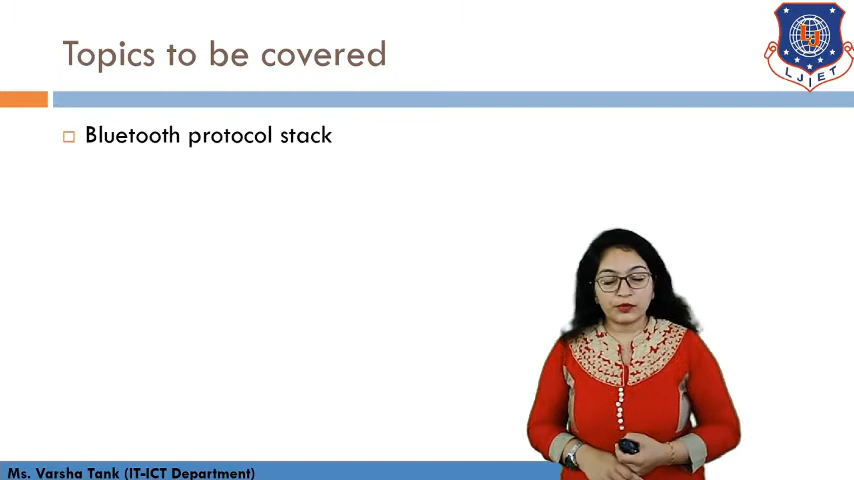 Topics to be covered
LJIET
Bluetooth protocol stack
Ms. Varsha Tank (IT-ICT Department)